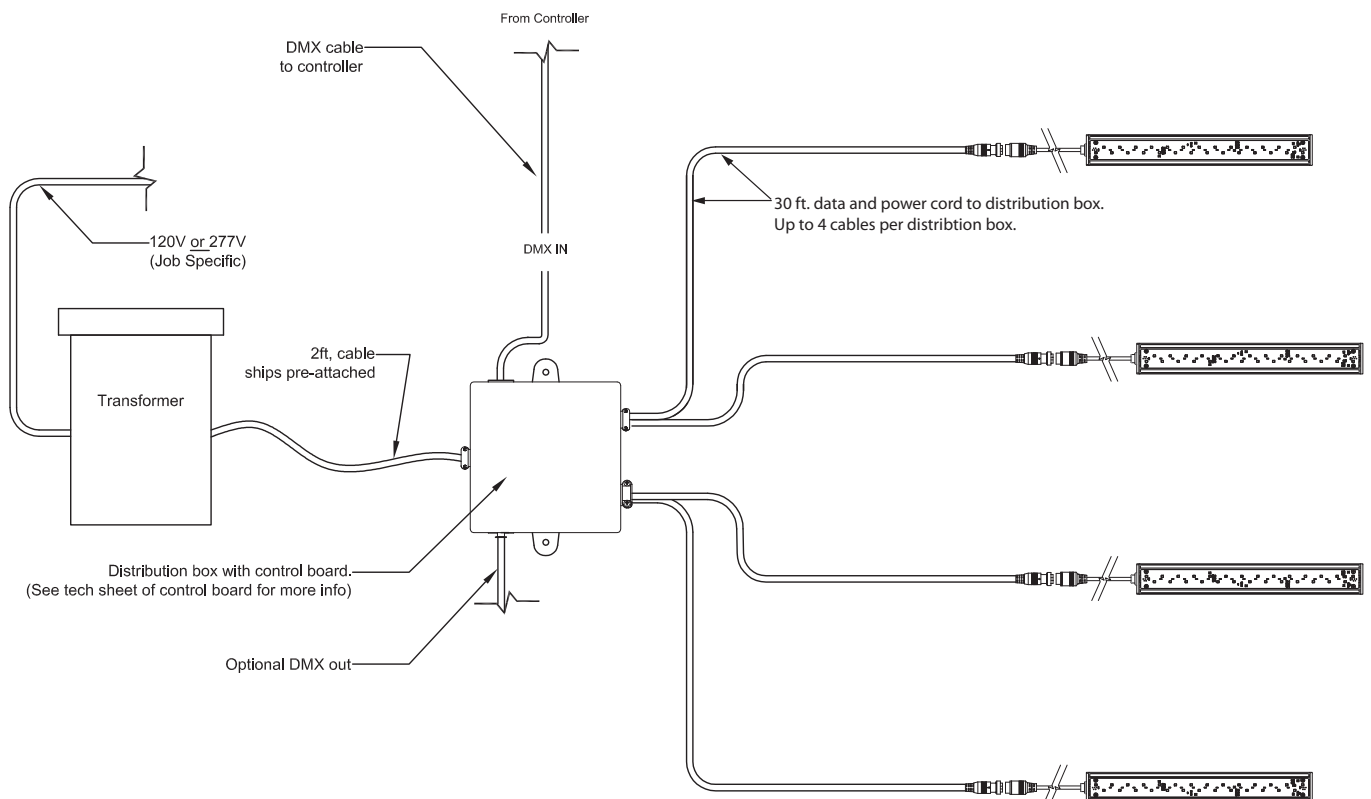 From Controller
DMX cable
to controller
30 ft. data and power cord to distribution box.
Up to 4 cables per distribtion box.
120V or 277V
(Job Specific)
DMX IN
2ft, cable
ships pre-attached
Transformer
Distribution box with control board.
(See tech sheet of control board for more info)
Optional DMX out